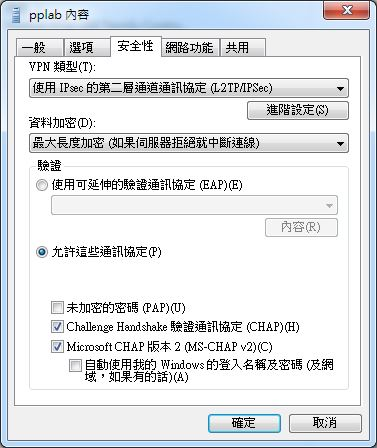 pplab 內容
一般 選項 安全性 網路功能 共用
VPN 類型(T):
使用 IPsec 的第二層通道通訊協定 (L2TP/IPSec)
進階設定(S)
資料加密(D):
最大長度加密 (如果伺服器拒絕就中斷連線)
驗證
使用可延伸的驗證通訊協定 (EAP)(E)
內容(R)
允許這些通訊協定(P)
未加密的密碼 (PAP)(U)
Challenge Handshake 驗證通訊協定 (CHAP)(H)
Microsoft CHAP 版本 2 (MS-CHAP v2)(C)
自動使用我的 Windows 的登入名稱及密碼 (及網
域，如果有的話)(A)
確定 取消